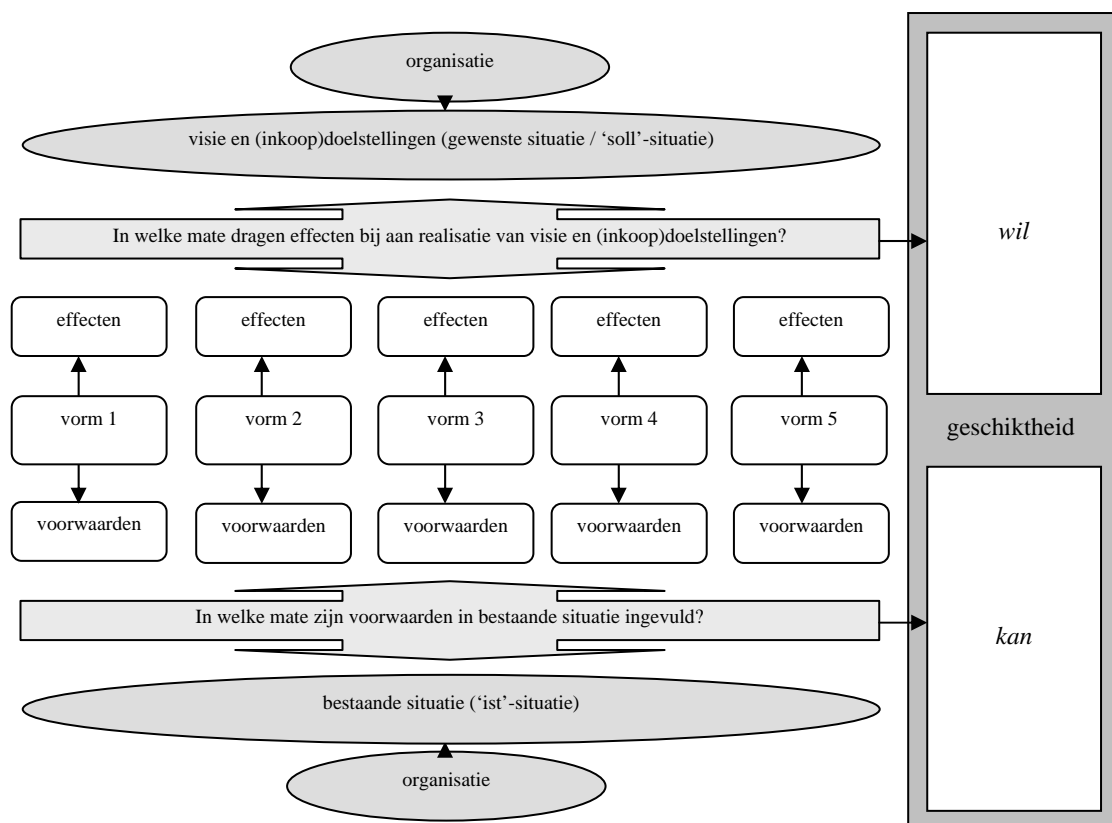 organisatie
visie en (inkoop)doelstellingen (gewenste situatie / ‘soll’-situatie)
In welke mate dragen effecten bij aan realisatie van visie en (inkoop)doelstellingen?
wil
effecten
effecten
effecten
effecten
effecten
vorm 1
vorm 2
vorm 3
vorm 4
vorm 5
geschiktheid
voorwaarden
voorwaarden
voorwaarden
voorwaarden
voorwaarden
In welke mate zijn voorwaarden in bestaande situatie ingevuld?
kan
bestaande situatie (‘ist’-situatie)
organisatie